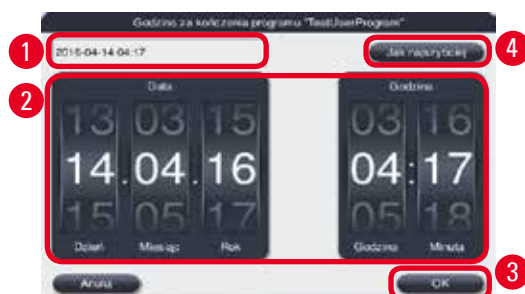 Godzina zakończenia programu "TestUserProgram"
1
2016-04-14 04:17
Jak najszybciej
4
2
Data
Godzina
13 03 15
03 16
14.04.16
04:17
15 05 17
05 18
Dzień Miesiąc Rok
Godzina Minuta
Anuluj
OK
3